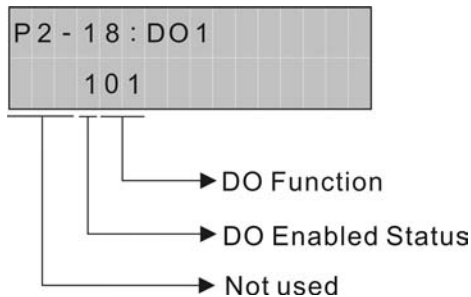 P2-18:DO1
101
DO Function
DO Enabled Status
Not used